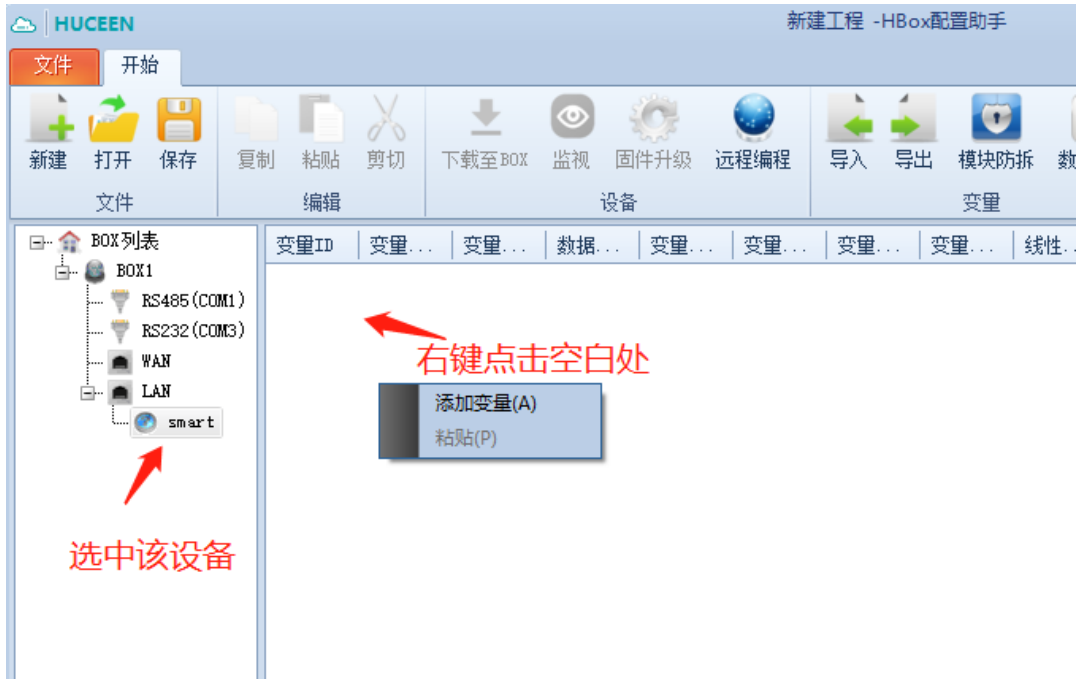 HUCEEN
新建工程 -HBox配置助手
文件 开始
新建 打开 保存 复制 粘贴 剪切 下载至BOX 监视 固件升级 远程编程 导入 导出 模块防拆 数
文件 编辑 设备 变量
BOX列表
变量ID 变量... 变量... 数据... 变量... 变量... 变量... 变量... 线性..
BOX1
RS485(COM1)
RS232(COM3)
WAN
LAN
smart
右键点击空白处
添加变量(A)
粘贴(P)
选中该设备